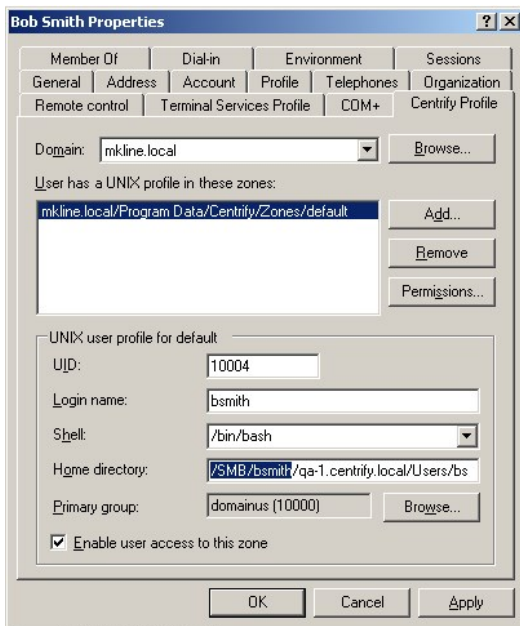 Bob Smith Properties
Member Of Dial-in Environment Sessions
General Address Account Profile Telephones Organization
Remote control Terminal Services Profile COM+ Centrify Profile
Domain: mkline.local Browse...
User has a UNIX profile in these zones:
mkline.local/Program Data/Centrify/Zones/default
Add...
Remove
Permissions...
UNIX user profile for default
UID: 10004
Login name: bsmith
Shell: /bin/bash
Home directory: /SMB/bsmith/qa-1.centrify.local/Users/bs
Primary group: domainus (10000) Browse...
Enable user access to this zone
OK Cancel Apply